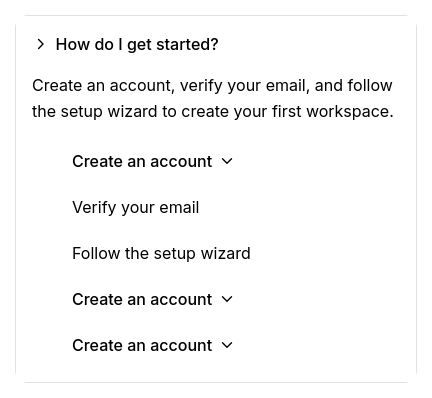 How do I get started?
Create an account, verify your email, and follow
the setup wizard to create your first workspace.
Create an account
Verify your email
Follow the setup wizard
Create an account
Create an account